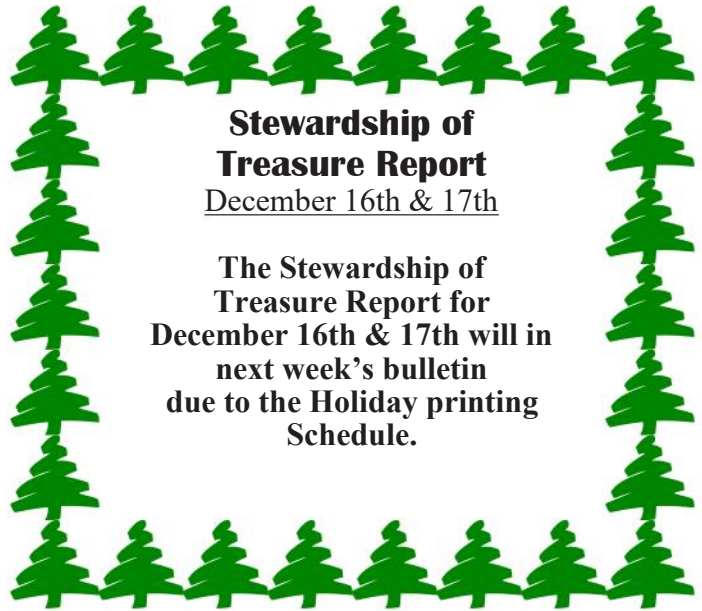 Stewardship of
Treasure Report
December 16th & 17th
The Stewardship of
Treasure Report for
December 16th & 17th will in
next week’s bulletin
due to the Holiday printing
Schedule.